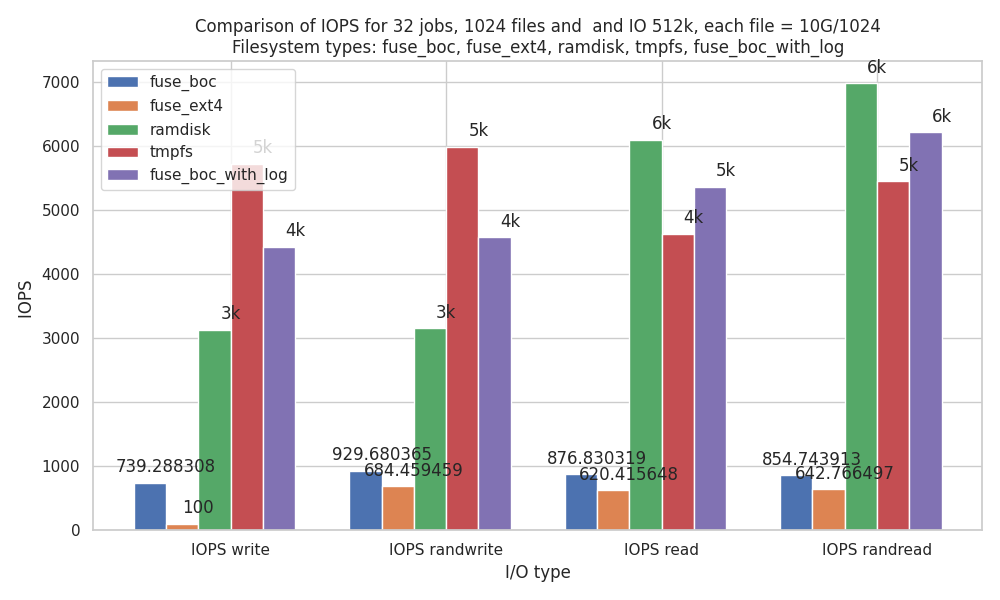 Comparison of IOPS for 32 jobs, 1024 files and  and IO 512k, each file = 10G/1024
Filesystem types: fuse_boc, fuse_ext4, ramdisk, tmpfs, fuse_boc_with_log
fuse_boc
fuse_ext4
ramdisk
tmpfs
fuse_boc_with_log
IOPS
7000
6000
5000
4000
3000
2000
1000
0
739.288308
100
3k
5k
4k
929.680365
684.459459
3k
5k
4k
876.830319
620.415648
6k
4k
5k
854.743913
642.766497
6k
5k
6k
IOPS write
IOPS randwrite
IOPS read
IOPS randread
I/O type